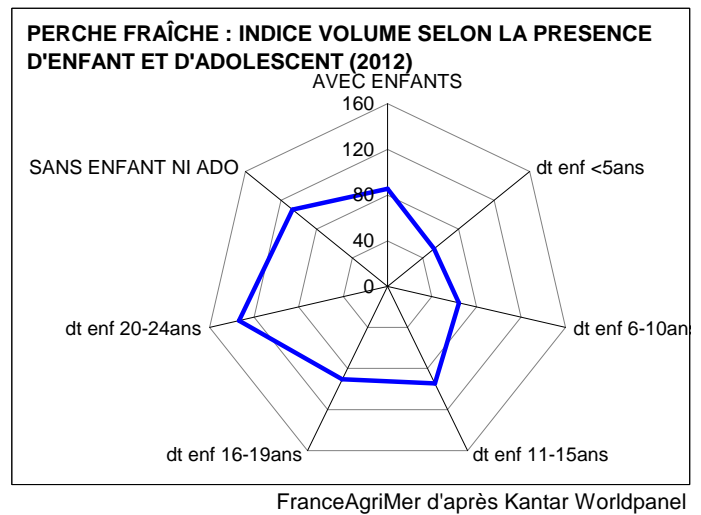 PERCHE FRAÎCHE : INDICE VOLUME SELON LA PRESENCE
D'ENFANT ET D'ADOLESCENT (2012)
AVEC ENFANTS
160
120
80
40
0
SANS ENFANT NI ADO
dt enf <5ans
dt enf 20-24ans
dt enf 6-10ans
dt enf 16-19ans
dt enf 11-15ans
FranceAgriMer d'après Kantar Worldpanel